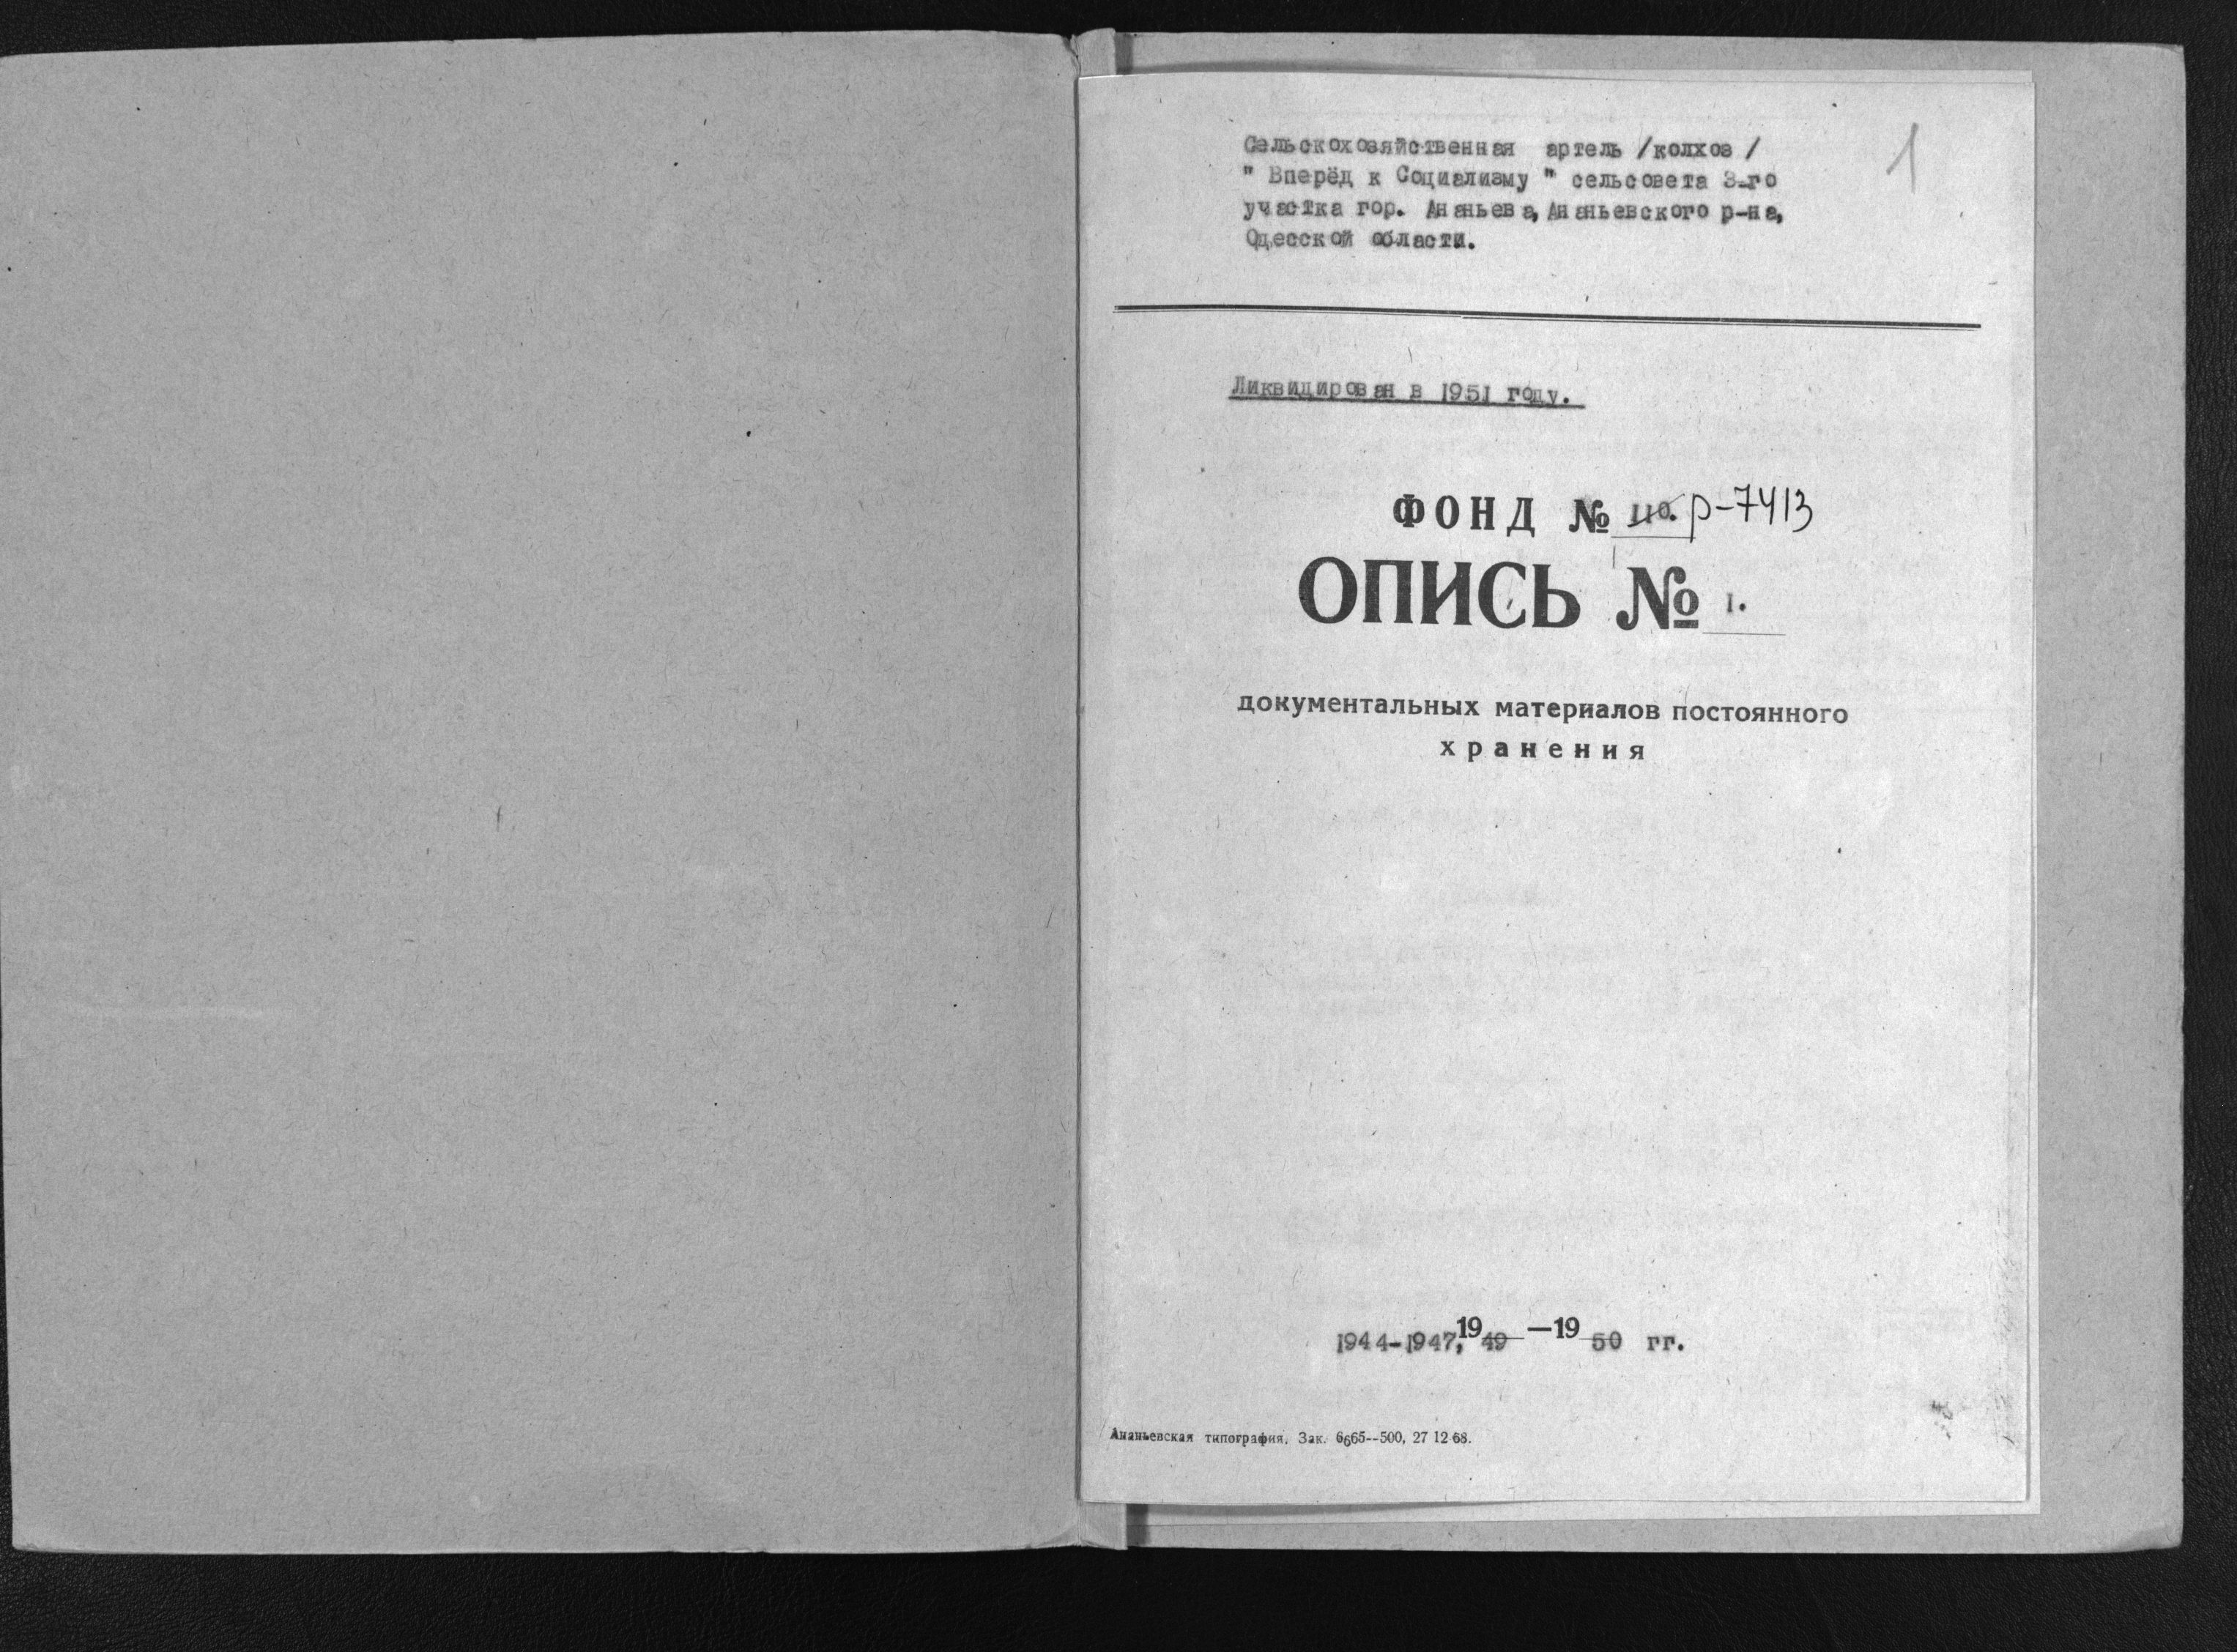 1
Сельскохозяйственная артель /колхоз /
" Вперёд к Социализму " сельсовета 3-го
участка гор. Ананьева, Ананьевского р-на,
Одесской области.
Ликвидирован в 1951 году.
ФОНД № 110. р-7413
ОПИСЬ № 1.
документальных материалов постоянного
хранения
1944-1947, 1949 —1950 гг.
Ананьевская типография. Зак. 6665--500, 27 12 68.